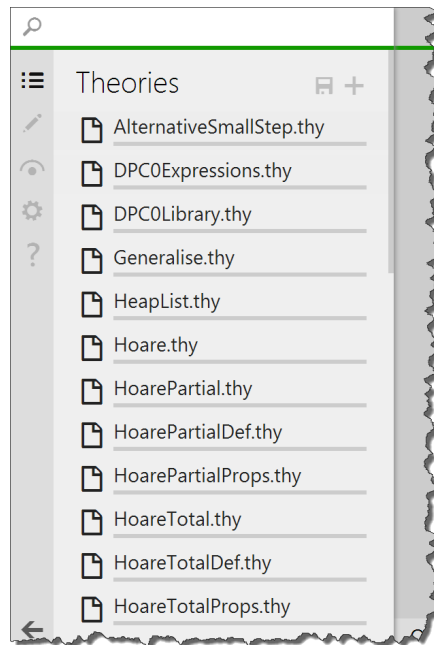 Theories
AlternativeSmallStep.thy
DPC0Expressions.thy
DPC0Library.thy
Generalise.thy
HeapList.thy
Hoare.thy
HoarePartial.thy
HoarePartialDef.thy
HoarePartialProps.thy
HoareTotal.thy
HoareTotalDef.thy
HoareTotalProps.thy